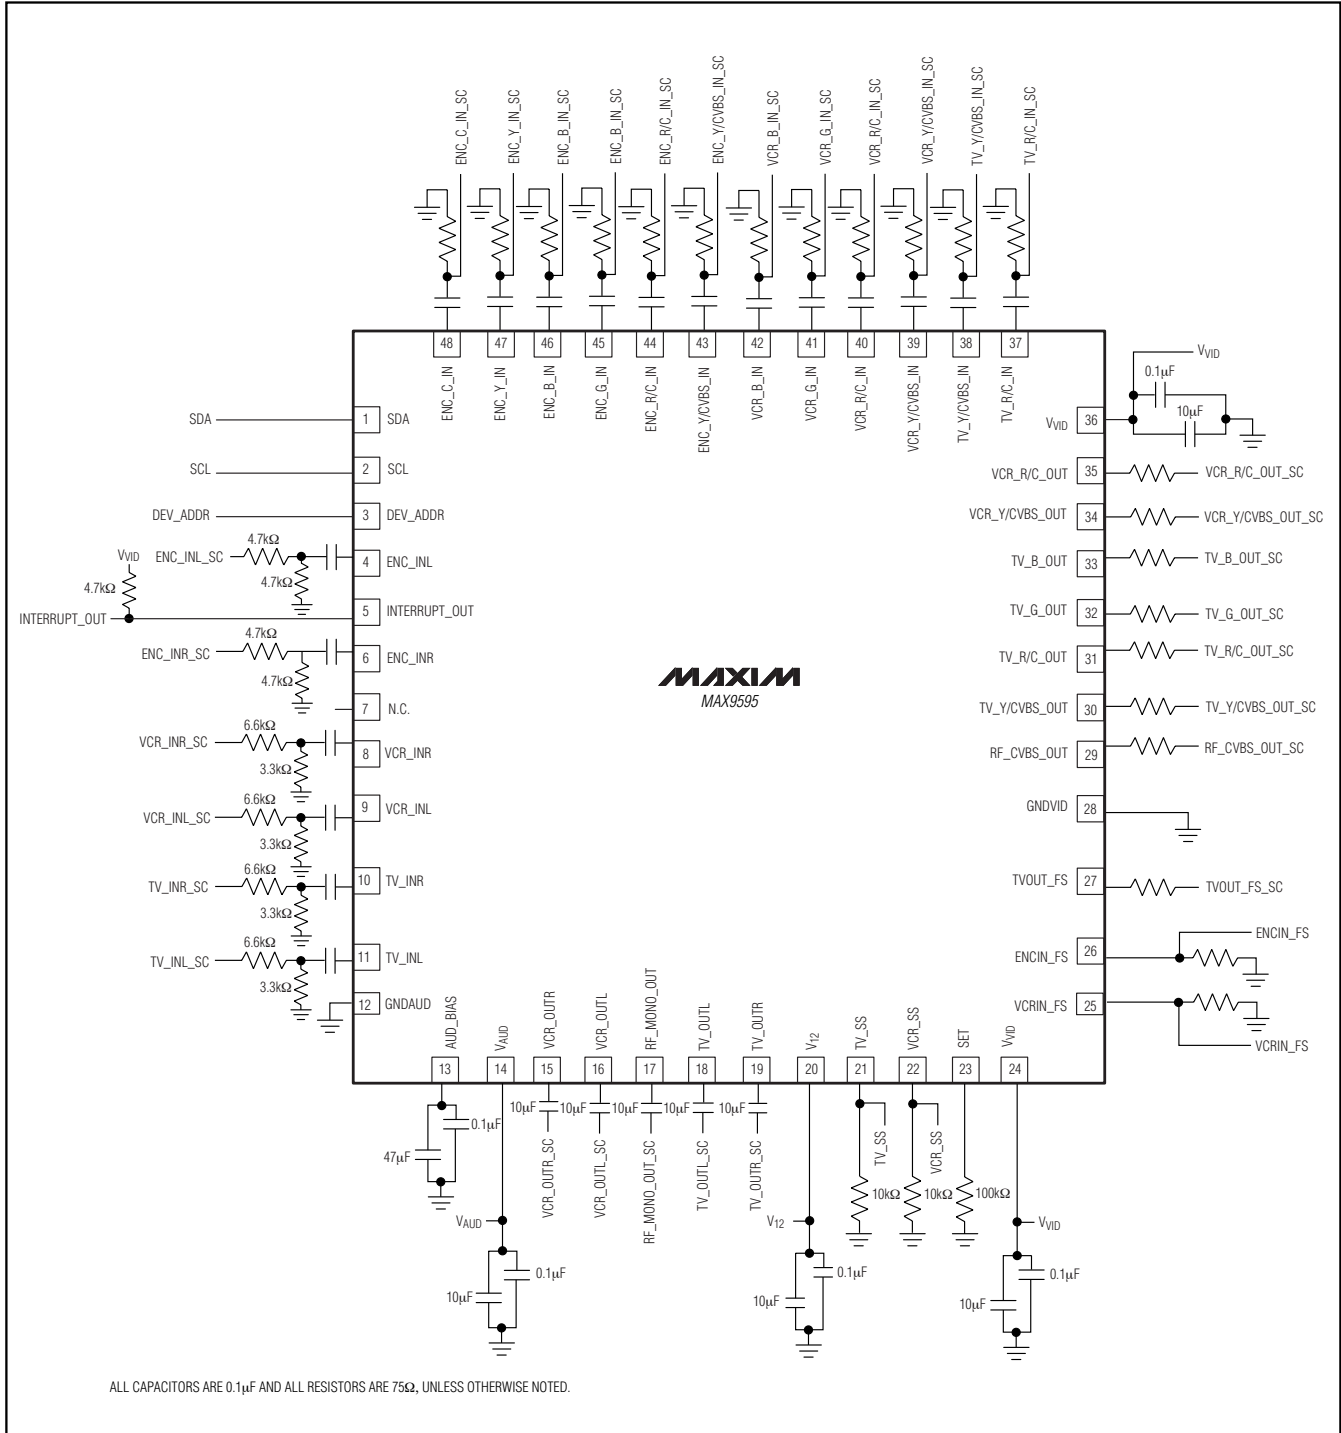 ENC_C_IN_SC
ENC_Y_IN_SC
ENC_B_IN_SC
ENC_B_IN_SC
ENC_R/C_IN_SC
ENC_Y/CVBS_IN_SC
VCR_B_IN_SC
VCR_G_IN_SC
VCR_R/C_IN_SC
VCR_Y/CVBS_IN_SC
TV_Y/CVBS_IN_SC
TV_R/C_IN_SC
48
47
46
45
44
43
42
41
40
39
38
37
ENC_C_IN
ENC_Y_IN
ENC_B_IN
ENC_G_IN
ENC_R/C_IN
ENC_Y/CVBS_IN
VCR_B_IN
VCR_G_IN
VCR_R/C_IN
VCR_Y/CVBS_IN
TV_Y/CVBS_IN
TV_R/C_IN
SDA 1 SDA
SCL 2 SCL
DEV_ADDR 3 DEV_ADDR
ENC_INL_SC 4.7kΩ 4.7kΩ 4 ENC_INL
VVID 4.7kΩ
INTERRUPT_OUT 5 INTERRUPT_OUT
ENC_INR_SC 4.7kΩ 4.7kΩ 6 ENC_INR
7 N.C.
VCR_INR_SC 6.6kΩ 3.3kΩ 8 VCR_INR
VCR_INL_SC 6.6kΩ 3.3kΩ 9 VCR_INL
TV_INR_SC 6.6kΩ 3.3kΩ 10 TV_INR
TV_INL_SC 6.6kΩ 3.3kΩ 11 TV_INL
12 GNDAUD
MAXIM
MAX9595
VVID
0.1µF
10µF
VVID 36
VCR_R/C_OUT 35 VCR_R/C_OUT_SC
VCR_Y/CVBS_OUT 34 VCR_Y/CVBS_OUT_SC
TV_B_OUT 33 TV_B_OUT_SC
TV_G_OUT 32 TV_G_OUT_SC
TV_R/C_OUT 31 TV_R/C_OUT_SC
TV_Y/CVBS_OUT 30 TV_Y/CVBS_OUT_SC
RF_CVBS_OUT 29 RF_CVBS_OUT_SC
GNDVID 28
TVOUT_FS 27 TVOUT_FS_SC
ENCIN_FS 26 ENCIN_FS
VCRIN_FS 25 VCRIN_FS
AUD_BIAS
VAUD
VCR_OUTR
VCR_OUTL
RF_MONO_OUT
TV_OUTL
TV_OUTR
V12
TV_SS
VCR_SS
SET
VVID
13
14
15
16
17
18
19
20
21
22
23
24
0.1µF
47µF
10µF
10µF
10µF
10µF
10µF
VCR_OUTR_SC
VCR_OUTL_SC
RF_MONO_OUT_SC
TV_OUTL_SC
TV_OUTR_SC
TV_SS
VCR_SS
10kΩ
10kΩ
100kΩ
VAUD
V12
VVID
0.1µF
10µF
0.1µF
10µF
0.1µF
10µF
ALL CAPACITORS ARE 0.1µF AND ALL RESISTORS ARE 75Ω, UNLESS OTHERWISE NOTED.